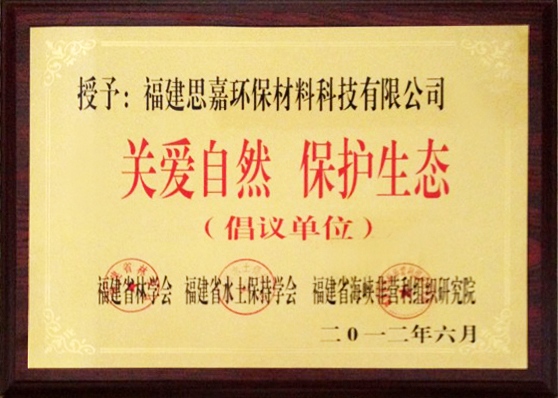 授予：福建思嘉环保材料科技有限公司
关爱自然 保护生态
（倡议单位）
福建省林学会 福建省水土保持学会 福建省海峡非营利组织研究院
二0一二年六月